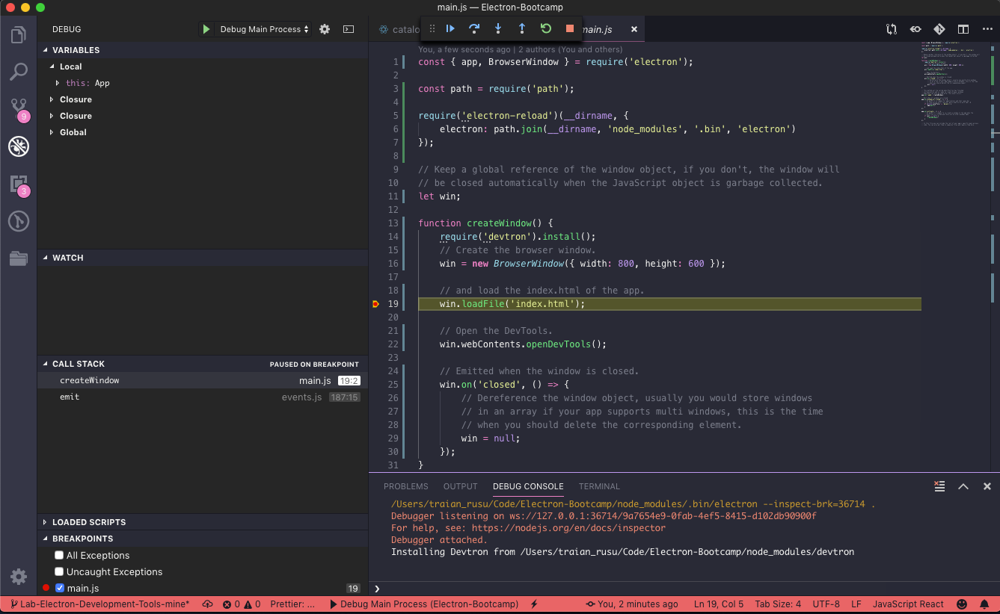 main.js — Electron-Bootcamp
DEBUG
Debug Main Process
catalo
main.js
VARIABLES
Local
this: App
Closure
Closure
Global
WATCH
CALL STACK
PAUSED ON BREAKPOINT
createWindow main.js 19:2
emit events.js 187:15
LOADED SCRIPTS
BREAKPOINTS
All Exceptions
Uncaught Exceptions
main.js 19
9
3
You, a few seconds ago | 2 authors (You and others)
1 const { app, BrowserWindow } = require('electron');
2
3 const path = require('path');
4
5 require('electron-reload')(__dirname, {
6 electron: path.join(__dirname, 'node_modules', '.bin', 'electron')
7 });
8
9 // Keep a global reference of the window object, if you don't, the window will
10 // be closed automatically when the JavaScript object is garbage collected.
11 let win;
12
13 function createWindow() {
14 require('devtron').install();
15 // Create the browser window.
16 win = new BrowserWindow({ width: 800, height: 600 });
17
18 // and load the index.html of the app.
19 win.loadFile('index.html');
20
21 // Open the DevTools.
22 win.webContents.openDevTools();
23
24 // Emitted when the window is closed.
25 win.on('closed', () => {
26 // Dereference the window object, usually you would store windows
27 // in an array if your app supports multi windows, this is the time
28 // when you should delete the corresponding element.
29 win = null;
30 });
31 }
PROBLEMS OUTPUT DEBUG CONSOLE TERMINAL
/Users/traian_rusu/Code/Electron-Bootcamp/node_modules/.bin/electron --inspect-brk=36714 .
Debugger listening on ws://127.0.0.1:36714/9a7654e9-0fab-4ef5-8415-d102db90900f
For help, see: https://nodejs.org/en/docs/inspector
Debugger attached.
Installing Devtron from /Users/traian_rusu/Code/Electron-Bootcamp/node_modules/devtron
Lab-Electron-Development-Tools-mine* 0 0 Prettier: ... Debug Main Process (Electron-Bootcamp) You, 2 minutes ago Ln 19, Col 5 Tab Size: 4 UTF-8 LF JavaScript React